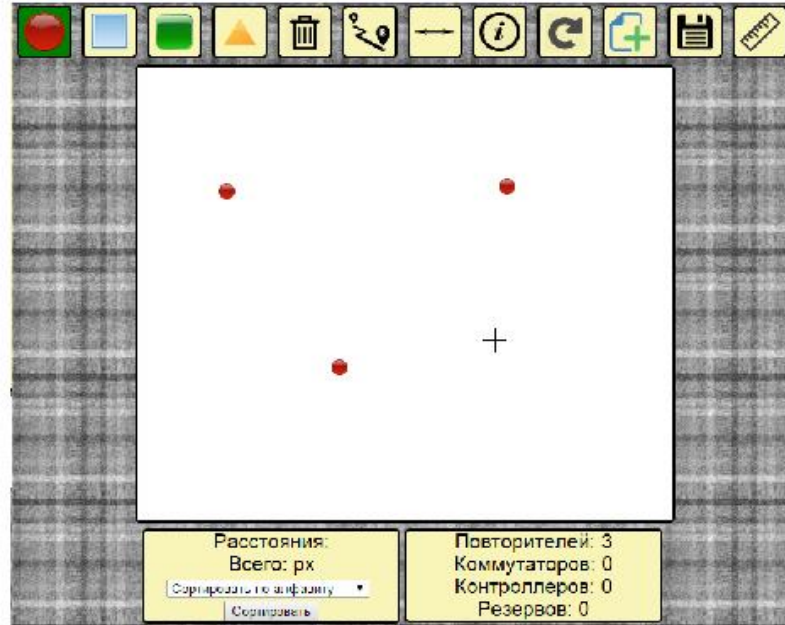 Расстояния:
Всего: px
Сортировать по алфавиту
Сортировать
Повторителей: 3
Коммутаторов: 0
Контроллеров: 0
Резервов: 0